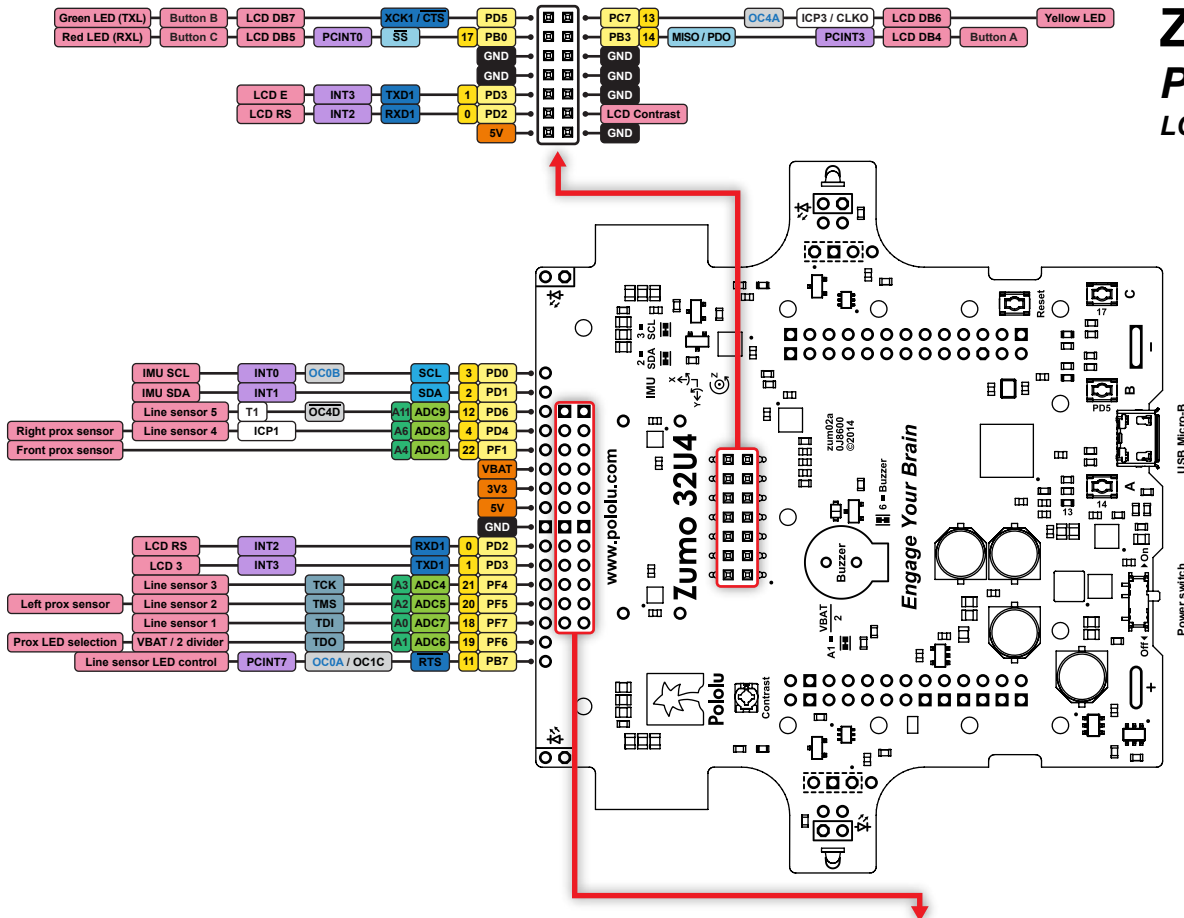 Green LED (TXL) Button B LCD DB7 XCK1 / CTS PD5 PC7 13 OC4A ICP3 / CLKO LCD DB6 Yellow LED
Red LED (RXL) Button C LCD DB5 PCINT0 SS 17 PB0 PB3 14 MISO / PDO PCINT3 LCD DB4 Button A
GND GND
GND GND
LCD E INT3 TXD1 1 PD3 GND
LCD RS INT2 RXD1 0 PD2 LCD Contrast
5V GND
Z
P
LC
IMU SCL INT0 OC0B SCL 3 PD0
IMU SDA INT1 SDA 2 PD1
Line sensor 5 T1 OC4D A11 ADC9 12 PD6
Right prox sensor Line sensor 4 ICP1 A6 ADC8 4 PD4
Front prox sensor A4 ADC1 22 PF1
VBAT
3V3
5V
GND
LCD RS INT2 RXD1 0 PD2
LCD 3 INT3 TXD1 1 PD3
Line sensor 3 TCK A3 ADC4 21 PF4
Left prox sensor Line sensor 2 TMS A2 ADC5 20 PF5
Line sensor 1 TDI A0 ADC7 18 PF7
Prox LED selection VBAT / 2 divider TDO A1 ADC6 19 PF6
Line sensor LED control PCINT7 OC0A / OC1C RTS 11 PB7
www.pololu.com
IMU
2 = SDA
3 = SCL
X
Y
Z
Zumo 32U4
Pololu
Contrast
zum02a
0J8600
©2014
Buzzer
6 = Buzzer
A1 = VBAT
2
Engage Your Brain
Reset
C
17
B
PD5
A
14
13
USB Micro-B
On
Off
Power switch
−
+